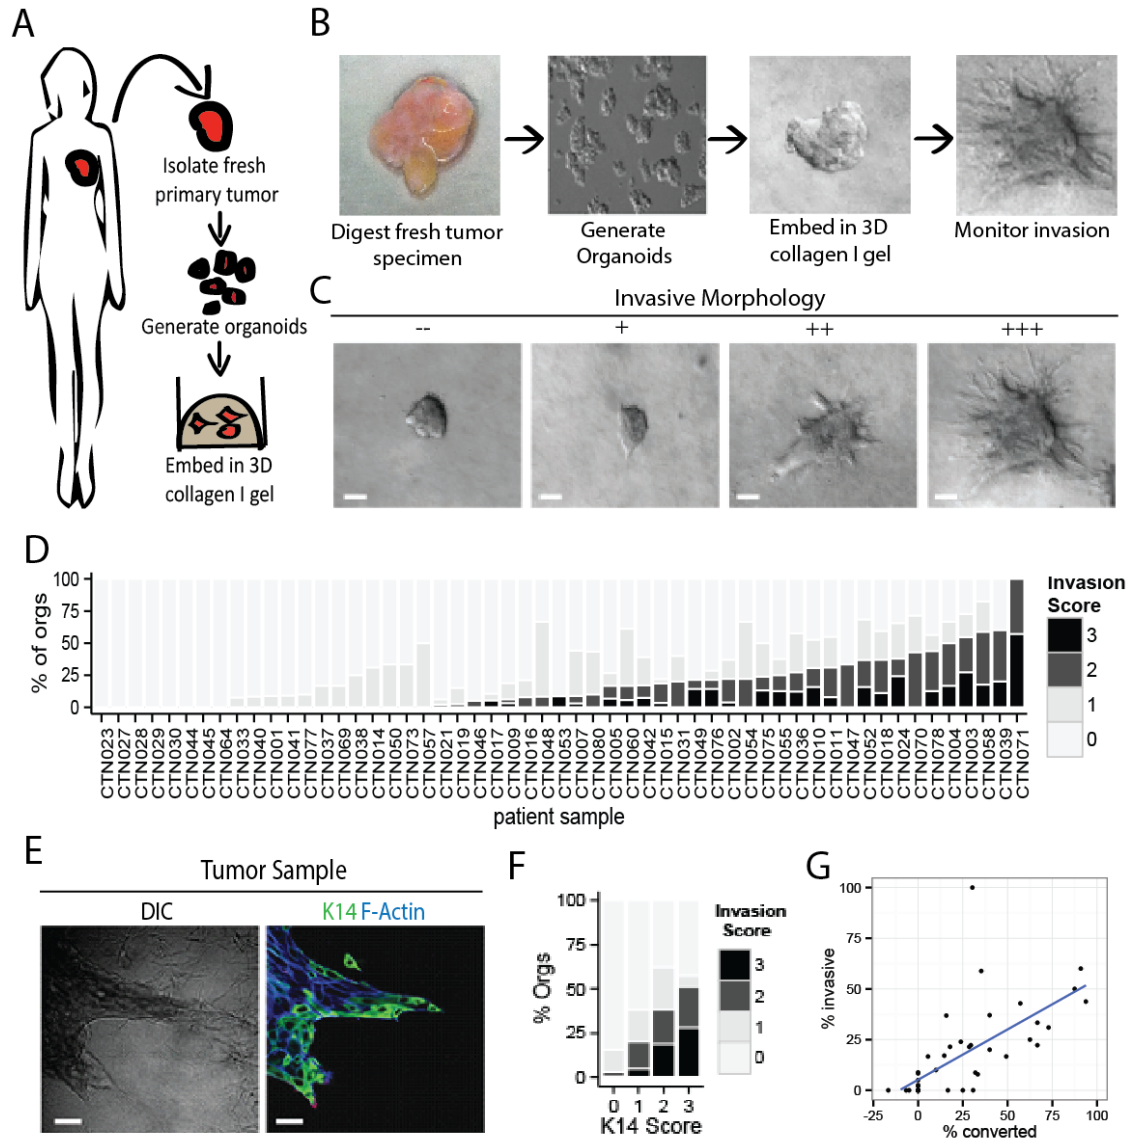 A
Isolate fresh
primary tumor
Generate organoids
Embed in 3D
collagen I gel
B
Digest fresh tumor
specimen
Generate
Organoids
Embed in 3D
collagen I gel
Monitor invasion
C
Invasive Morphology
-- + ++ +++
D
% of orgs
100
75
50
25
0
CTN023
CTN027
CTN028
CTN029
CTN030
CTN044
CTN045
CTN064
CTN033
CTN040
CTN001
CTN041
CTN077
CTN037
CTN069
CTN038
CTN014
CTN050
CTN073
CTN057
CTN021
CTN019
CTN046
CTN017
CTN009
CTN016
CTN048
CTN053
CTN007
CTN080
CTN005
CTN060
CTN042
CTN015
CTN031
CTN049
CTN076
CTN002
CTN054
CTN075
CTN055
CTN036
CTN010
CTN011
CTN047
CTN052
CTN018
CTN024
CTN070
CTN078
CTN004
CTN003
CTN058
CTN039
CTN071
patient sample
Invasion
Score
3
2
1
0
E
Tumor Sample
DIC
K14 F-Actin
F
% Orgs
100
75
50
25
0
0 1 2 3
K14 Score
Invasion
Score
3
2
1
0
G
% invasive
100
75
50
25
0
-25 0 25 50 75 100
% converted